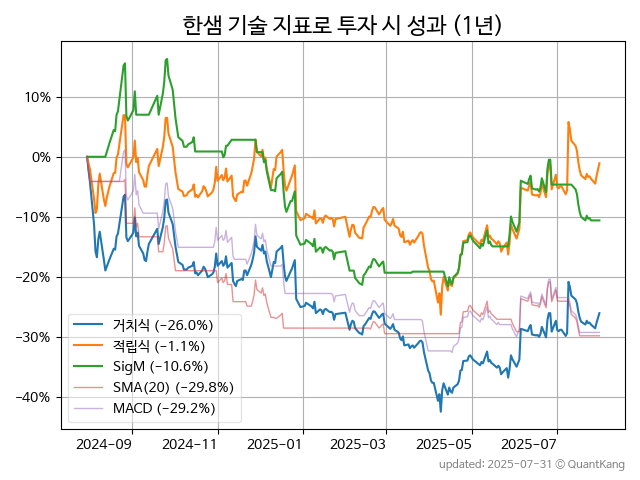 한샘 기술 지표로 투자 시 성과 (1년)
10%
0%
−10%
−20%
−30%
−40%
거치식 (−26.0%)
적립식 (−1.1%)
SigM (−10.6%)
SMA(20) (−29.8%)
MACD (−29.2%)
2024−09 2024−11 2025−01 2025−03 2025−05 2025−07
updated: 2025−07−31 © QuantKang